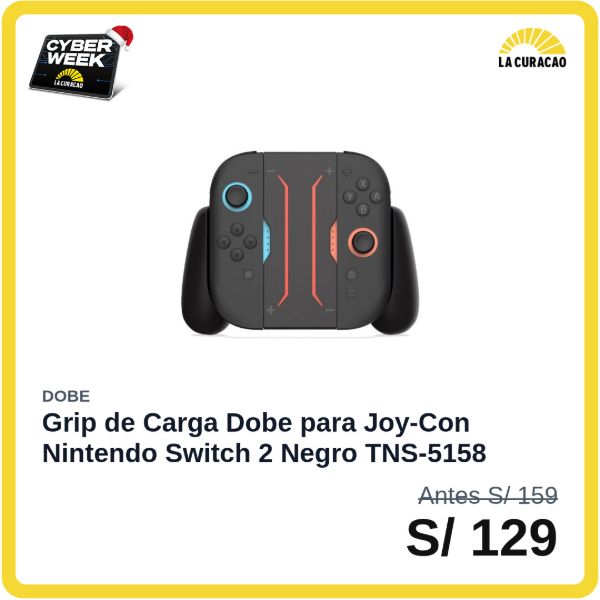 CYBER
WEEK
LA CURACAO
LA CURACAO
X
Y
A
B
DOBE
Grip de Carga Dobe para Joy-Con
Nintendo Switch 2 Negro TNS-5158
Antes S/ 159
S/ 129